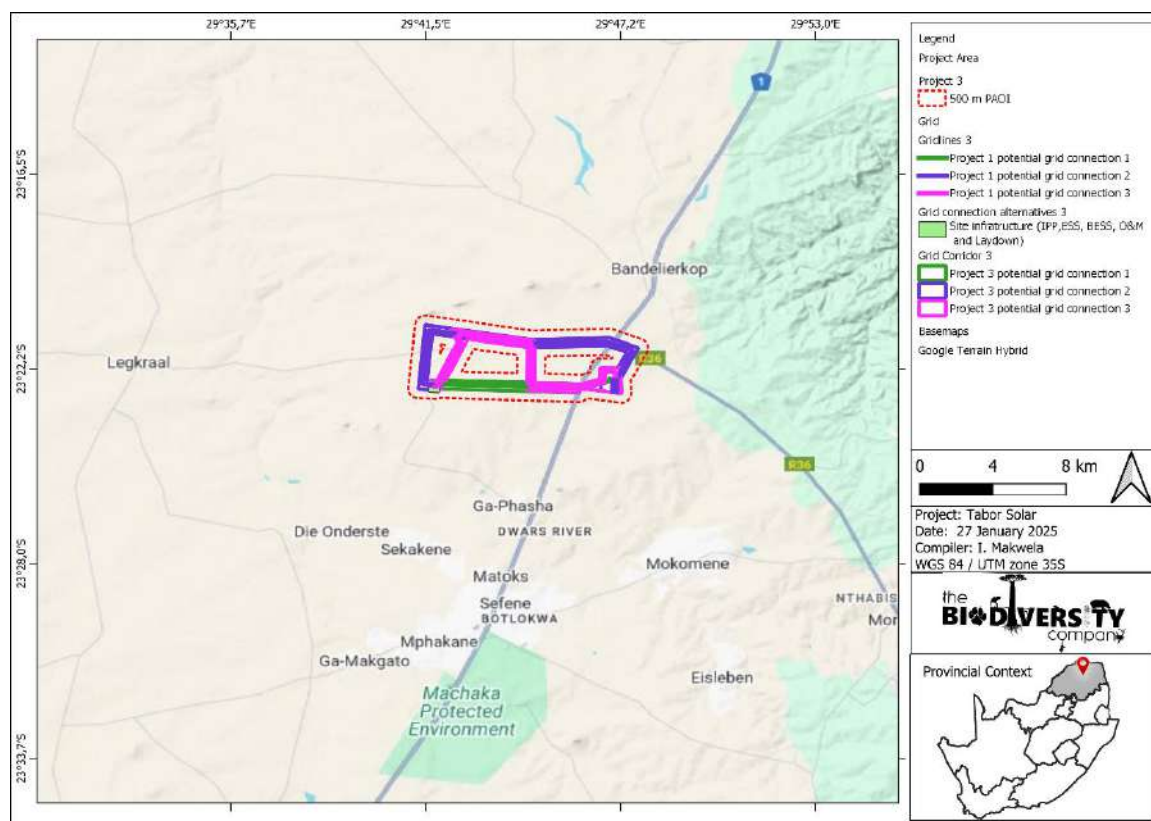 29°35,7'E 29°41,5'E 29°47,2'E 29°53,0'E
23°16,5'S
23°22,2'S
23°28,0'S
23°33,7'S
1
Bandelierkop
Legkraal
R36
R36
Ga-Phasha
DWARS RIVER
Die Onderste
Sekakene
Mokomene
Matoks
Sefene
BOTLOKWA
NTHABIS
Mor
Mphakane
Ga-Makgato
Eisleben
Machaka
Protected
Environment
Legend
Project Area
Project 3
500 m PAOI
Grid
Gridlines 3
Project 1 potential grid connection 1
Project 1 potential grid connection 2
Project 1 potential grid connection 3
Grid connection alternatives 3
Site infratructure (IPP,ESS, BESS, O&M
and Laydown)
Grid Corridor 3
Project 3 potential grid connection 1
Project 3 potential grid connection 2
Project 3 potential grid connection 3
Basemaps
Google Terrain Hybrid
0 4 8 km
Project: Tabor Solar
Date: 27 January 2025
Compiler: I. Makwela
WGS 84 / UTM zone 35S
the
BIODIVERSITY
company
Provincial Context